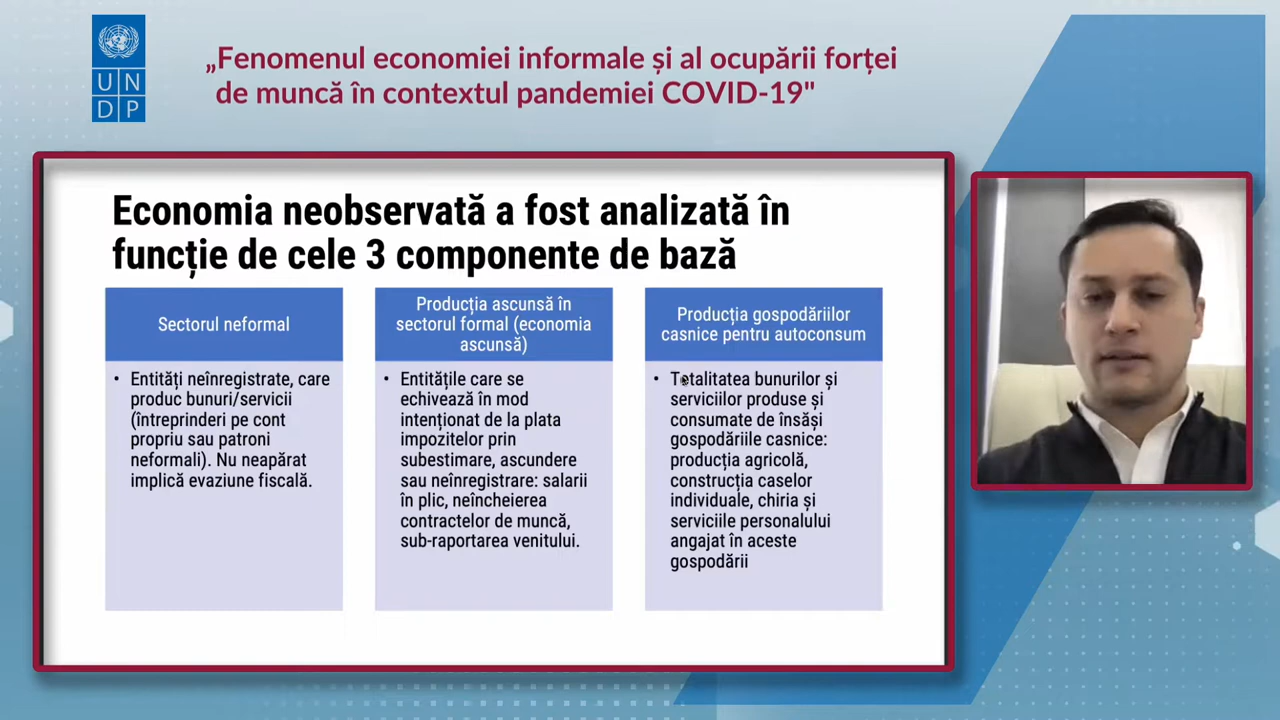 UN
DP
„Fenomenul economiei informale și al ocupării forței
de muncă în contextul pandemiei COVID-19"
Economia neobservată a fost analizată în
funcție de cele 3 componente de bază
Sectorul neformal
• Entități neînregistrate, care
produc bunuri/servicii
(întreprinderi pe cont
propriu sau patroni
neformali). Nu neapărat
implică evaziune fiscală.
Producția ascunsă în
sectorul formal (economia
ascunsă)
• Entitățile care se
echivează în mod
intenționat de la plata
impozitelor prin
subestimare, ascundere
sau neînregistrare: salarii
în plic, neîncheierea
contractelor de muncă,
sub-raportarea venitului.
Producția gospodăriilor
casnice pentru autoconsum
• Totalitatea bunurilor și
serviciilor produse și
consumate de însăși
gospodăriile casnice:
producția agricolă,
construcția caselor
individuale, chiria și
serviciile personalului
angajat în aceste
gospodării